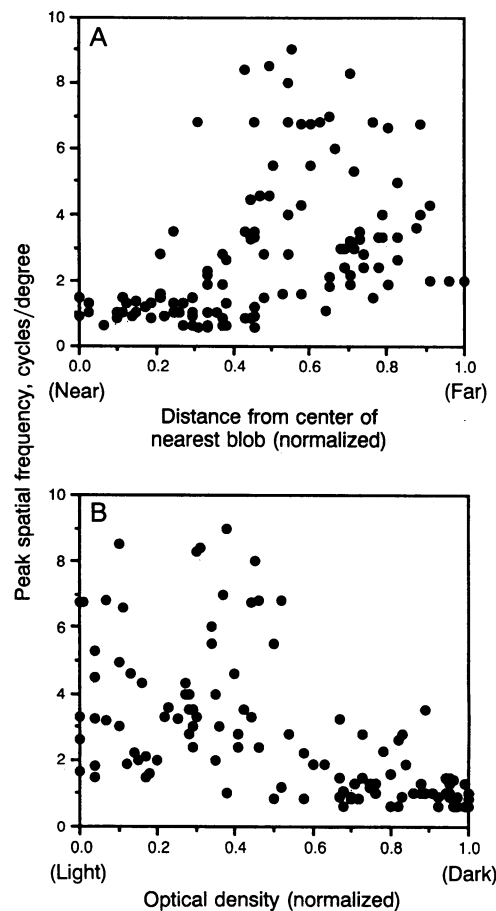 A
10
8
6
4
2
0
0.0 0.2 0.4 0.6 0.8 1.0
(Near) (Far)
Distance from center of
nearest blob (normalized)
Peak spatial frequency, cycles/degree
B
10
8
6
4
2
0
0.0 0.2 0.4 0.6 0.8 1.0
(Light) (Dark)
Optical density (normalized)